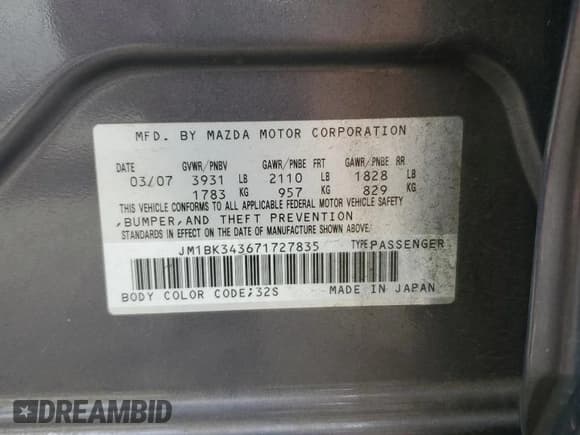 MFD. BY MAZDA MOTOR CORPORATION
DATE GVWR/PNBV GAWR/PNBE FRT GAWR/PNBE RR
03/07 3931 LB 2110 LB 1828 LB
1783 KG 957 KG 829 KG
THIS VEHICLE CONFORMS TO ALL APPLICABLE FEDERAL MOTOR VEHICLE SAFETY
,BUMPER,AND THEFT PREVENTION
STANDARDS IN EFFECT ON THE DATE OF MANUFACTURE SHOWN ABOVE.
JM1BK343671727835 TYPE:PASSENGER
BODY COLOR CODE;32S MADE IN JAPAN
DREAMBID